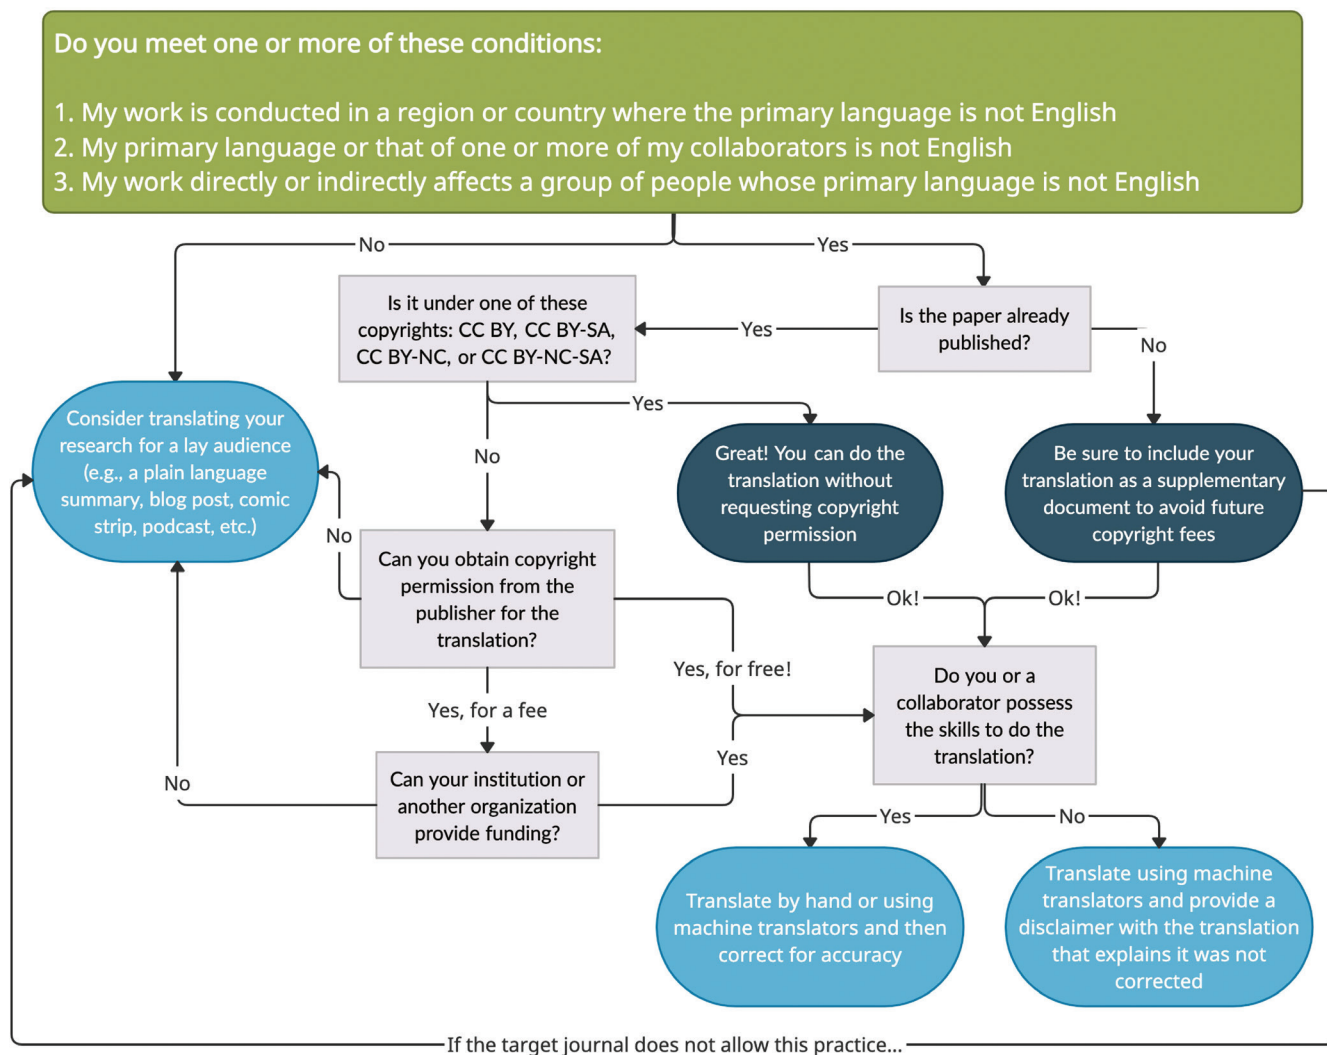 Do you meet one or more of these conditions:
1. My work is conducted in a region or country where the primary language is not English
2. My primary language or that of one or more of my collaborators is not English
3. My work directly or indirectly affects a group of people whose primary language is not English
No
Yes
Is it under one of these
copyrights: CC BY, CC BY-SA,
CC BY-NC, or CC BY-NC-SA?
Yes
Is the paper already
published?
No
Consider translating your
research for a lay audience
(e.g., a plain language
summary, blog post, comic
strip, podcast, etc.)
Yes
No
Great! You can do the
translation without
requesting copyright
permission
Be sure to include your
translation as a supplementary
document to avoid future
copyright fees
No
Can you obtain copyright
permission from the
publisher for the
translation?
Ok!
Ok!
Yes, for free!
Yes, for a fee
Do you or a
collaborator possess
the skills to do the
translation?
No
Can your institution or
another organization
provide funding?
Yes
Yes
No
Translate by hand or using
machine translators and then
correct for accuracy
Translate using machine
translators and provide a
disclaimer with the translation
that explains it was not
corrected
If the target journal does not allow this practice...